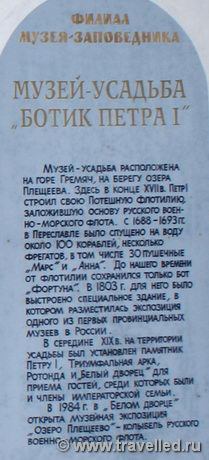 ФИЛИАЛ
МУЗЕЯ-ЗАПОВЕДНИКА
МУЗЕЙ-УСАДЬБА
„БОТИК ПЕТРА I"
МУЗЕЙ-УСАДЬБА РАСПОЛОЖЕНА
НА ГОРЕ ГРЕМЯЧ, НА БЕРЕГУ ОЗЕРА
ПЛЕЩЕЕВА. ЗДЕСЬ В КОНЦЕ XVIIв. ПЕТР I
СТРОИЛ СВОЮ ПОТЕШНУЮ ФЛОТИЛИЮ,
ЗАЛОЖИВШУЮ ОСНОВУ РУССКОГО ВОЕН-
НО-МОРСКОГО ФЛОТА. С 1688-1693гг.
В ПЕРЕСЛАВЛЕ БЫЛО СПУЩЕНО НА ВОДУ
ОКОЛО 100 КОРАБЛЕЙ, НЕСКОЛЬКО
ФРЕГАТОВ, В ТОМ ЧИСЛЕ 30 ПУШЕЧНЫЕ
„МАРС" И „АННА". ДО НАШЕГО ВРЕМЕНИ
ОТ ФЛОТИЛИИ СОХРАНИЛСЯ ТОЛЬКО БОТ
„ФОРТУНА". В 1803 Г. ДЛЯ НЕГО БЫЛО
ВЫСТРОЕНО СПЕЦИАЛЬНОЕ ЗДАНИЕ, В
КОТОРОМ РАЗМЕСТИЛАСЬ ЭКСПОЗИЦИЯ
ОДНОГО ИЗ ПЕРВЫХ ПРОВИНЦИАЛЬНЫХ
МУЗЕЕВ В РОССИИ.
В СЕРЕДИНЕ XIXв. НА ТЕРРИТОРИИ
УСАДЬБЫ БЫЛ УСТАНОВЛЕН ПАМЯТНИК
ПЕТРУ I, ТРИУМФАЛЬНАЯ АРКА,
РОТОНДА И „БЕЛЫЙ ДВОРЕЦ" ДЛЯ
ПРИЕМА ГОСТЕЙ, СРЕДИ КОТОРЫХ БЫЛИ
И ЧЛЕНЫ ИМПЕРАТОРСКОЙ СЕМЬИ.
В 1984 Г. В „БЕЛОМ ДВОРЦЕ"
ОТКРЫТА МУЗЕЙНАЯ ЭКСПОЗИЦИЯ
„ОЗЕРО ПЛЕЩЕЕВО - КОЛЫБЕЛЬ РУССКОГО
ВОЕННО-МОРСКОГО ФЛОТА.
© www.travelled.ru